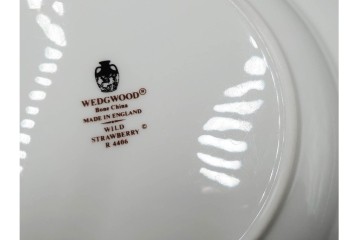 WEDGWOOD®
Bone China
MADE IN ENGLAND
WILD ©
STRAWBERRY
R 4406